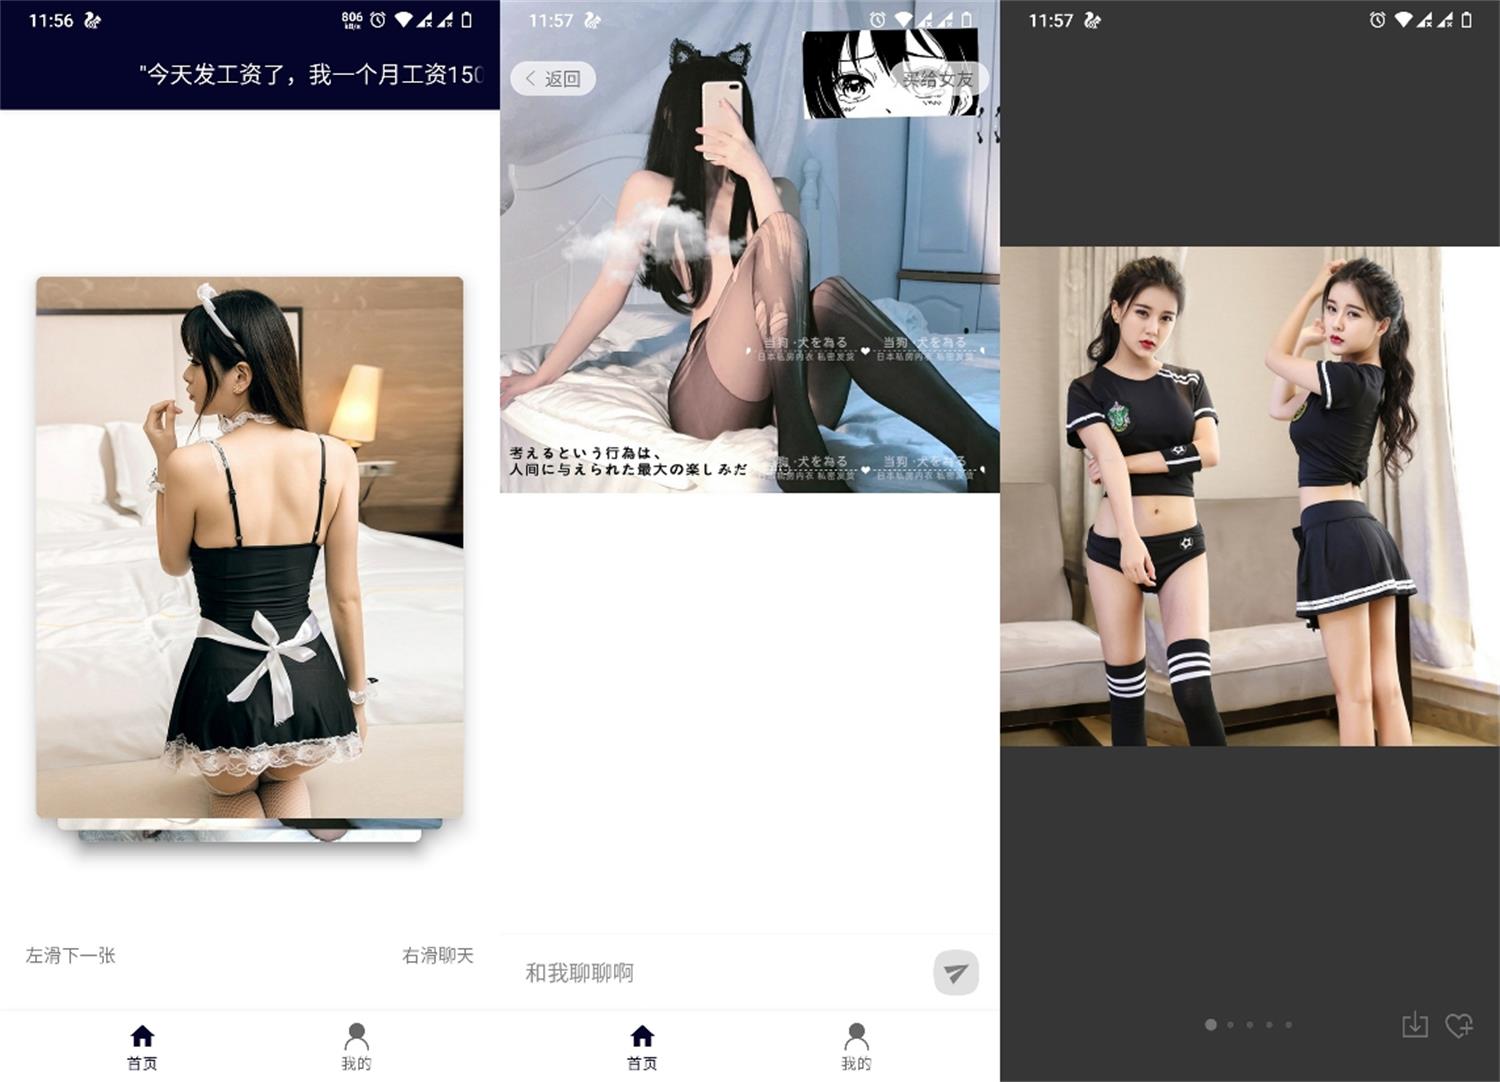 11:56
806
kB/s
"今天发工资了，我一个月工资150
左滑下一张
右滑聊天
首页
我的
11:57
返回
买给女友
当狗·犬を為る
当狗·犬を為る
日本私房内衣 私密发货
日本私房内衣 私密发货
考えるという行為は、
人间に与えられた最大の楽しみだ
当狗·犬を為る
当狗·犬を為る
日本私房内衣 私密发货
日本私房内衣 私密发货
和我聊聊啊
首页
我的
11:57